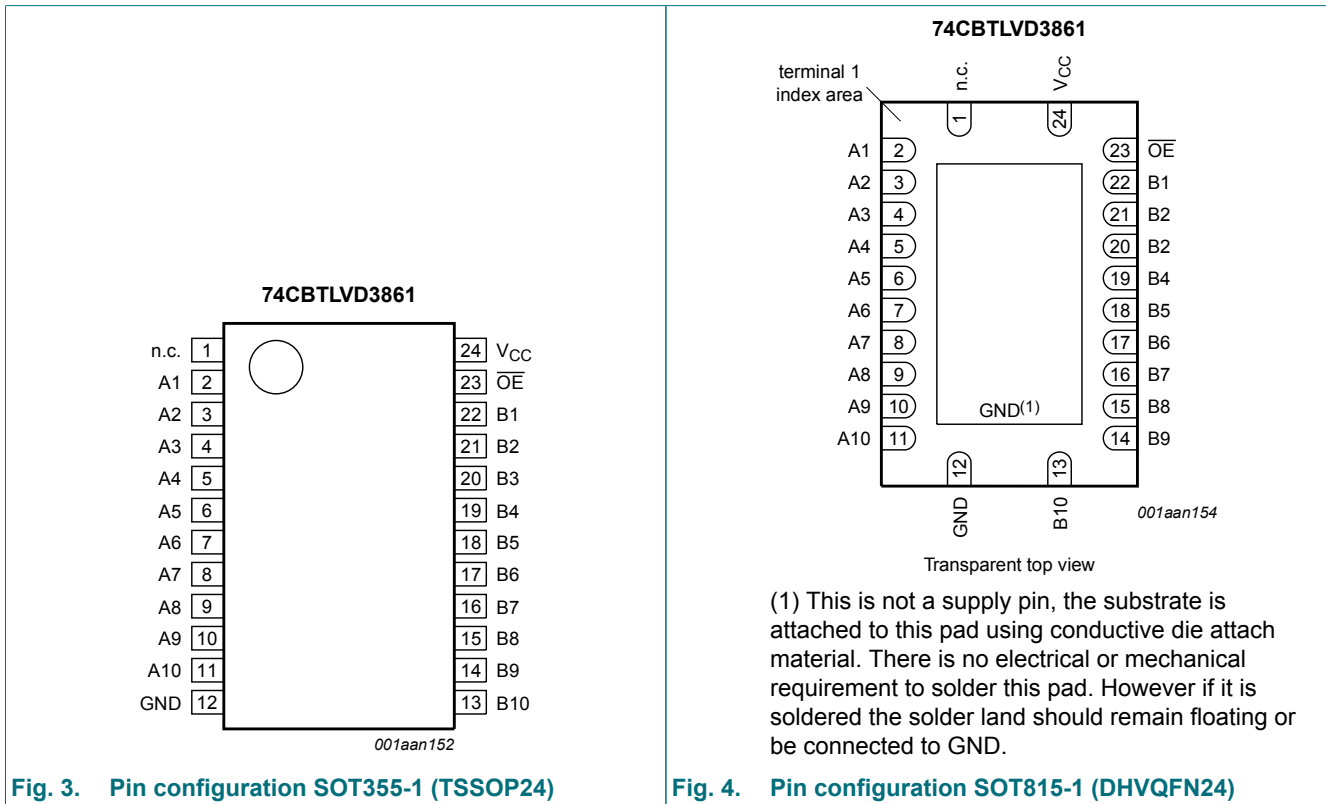 74CBTLVD3861
n.c. 1
A1 2
A2 3
A3 4
A4 5
A5 6
A6 7
A7 8
A8 9
A9 10
A10 11
GND 12
24 VCC
23 OE
22 B1
21 B2
20 B3
19 B4
18 B5
17 B6
16 B7
15 B8
14 B9
13 B10
001aan152
Fig. 3. Pin configuration SOT355-1 (TSSOP24)
74CBTLVD3861
terminal 1
index area
n.c.
VCC
1
24
A1 2
A2 3
A3 4
A4 5
A5 6
A6 7
A7 8
A8 9
A9 10
A10 11
23 OE
22 B1
21 B2
20 B2
19 B4
18 B5
17 B6
16 B7
15 B8
14 B9
GND(1)
12
13
GND
B10
001aan154
Transparent top view
(1) This is not a supply pin, the substrate is
attached to this pad using conductive die attach
material. There is no electrical or mechanical
requirement to solder this pad. However if it is
soldered the solder land should remain floating or
be connected to GND.
Fig. 4. Pin configuration SOT815-1 (DHVQFN24)